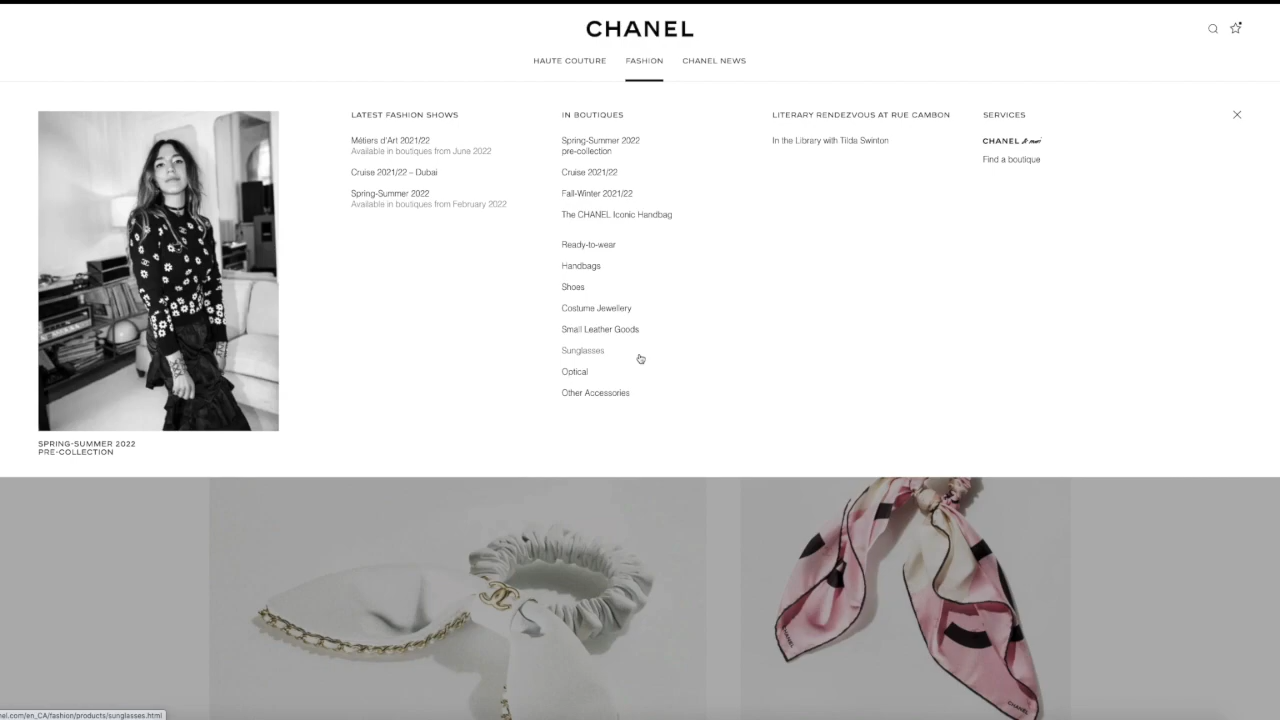 CHANEL
HAUTE COUTURE
FASHION
CHANEL NEWS
LATEST FASHION SHOWS
Métiers d'Art 2021/22
Available in boutiques from June 2022
Cruise 2021/22 – Dubai
Spring-Summer 2022
Available in boutiques from February 2022
IN BOUTIQUES
Spring-Summer 2022
pre-collection
Cruise 2021/22
Fall-Winter 2021/22
The CHANEL Iconic Handbag
Ready-to-wear
Handbags
Shoes
Costume Jewellery
Small Leather Goods
Sunglasses
Optical
Other Accessories
LITERARY RENDEZVOUS AT RUE CAMBON
In the Library with Tilda Swinton
SERVICES
CHANEL & moi
Find a boutique
SPRING-SUMMER 2022
PRE-COLLECTION
CHANEL
CHANEL
nel.com/en_CA/fashion/products/sunglasses.html